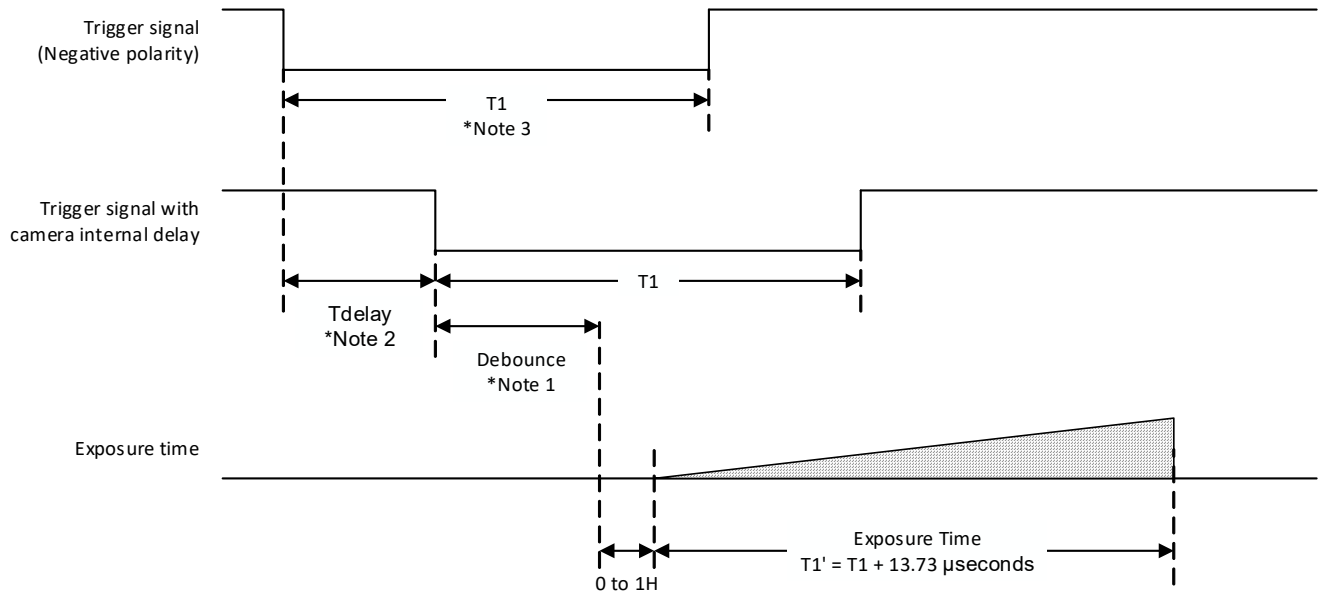 Trigger signal
(Negative polarity)
T1
*Note 3
Trigger signal with
camera internal delay
T1
Tdelay
*Note 2
Debounce
*Note 1
Exposure time
Exposure Time
T1' = T1 + 13.73 µseconds
0 to 1H